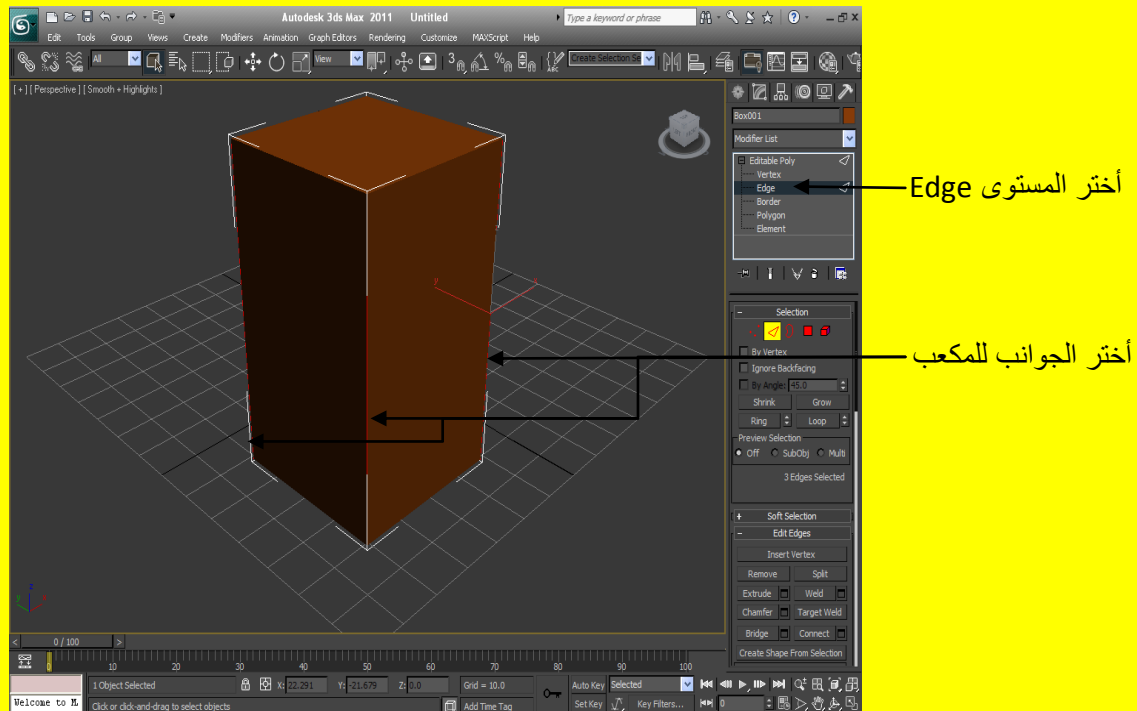 Autodesk 3ds Max 2011 Untitled
Type a keyword or phrase
Edit Tools Group Views Create Modifiers Animation Graph Editors Rendering Customize MAXScript Help
All View 3 Create Selection Se
[ + ] [ Perspective ] [ Smooth + Highlights ]
Box001
Modifier List
Editable Poly
Vertex
Edge
أختر المستوى Edge
Border
Polygon
Element
Selection
By Vertex
أختر الجوانب للمكعب
Ignore Backfacing
By Angle: 45.0
Shrink Grow
Ring Loop
Preview Selection
Off SubObj Multi
3 Edges Selected
+ Soft Selection
- Edit Edges
Insert Vertex
Remove Split
Extrude Weld
Chamfer Target Weld
Bridge Connect
Create Shape From Selection
y x
z
y
< 0 / 100 >
0 10 20 30 40 50 60 70 80 90 100
1 Object Selected X: 22.291 Y: -21.679 Z: 0.0 Grid = 10.0 Auto Key Selected
Welcome to M Click or click-and-drag to select objects Add Time Tag Set Key Key Filters... 0